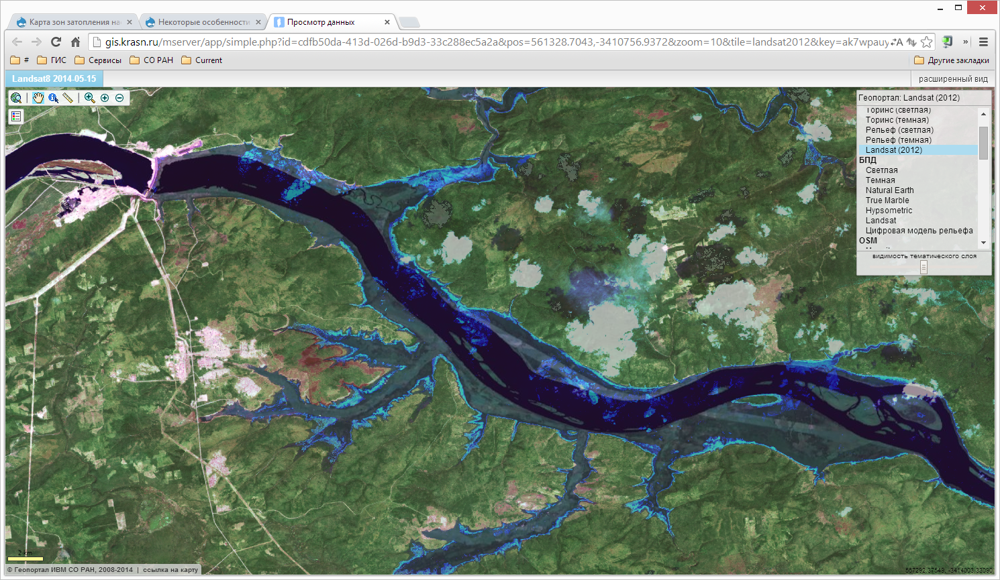 Карта зон затопления на
Некоторые особенности
Просмотр данных
gis.krasn.ru/mserver/app/simple.php?id=cdfb50da-413d-026d-b9d3-33c288ec5a2a&pos=561328.7043,-3410756.9372&zoom=10&tile=landsat2012&key=ak7wpauy
#
ГИС
Сервисы
СО РАН
Current
Другие закладки
Landsat8 2014-05-15
расширенный вид
Геопортал: Landsat (2012)
Торинс (светлая)
Торинс (темная)
Рельеф (светлая)
Рельеф (темная)
Landsat (2012)
БПД
Светлая
Темная
Natural Earth
True Marble
Hypsometric
Landsat
Цифровая модель рельефа
OSM
видимость тематического слоя
2 km
© Геопортал ИВМ СО РАН, 2008-2014 | ссылка на карту
567292.37549, -3414003.33090